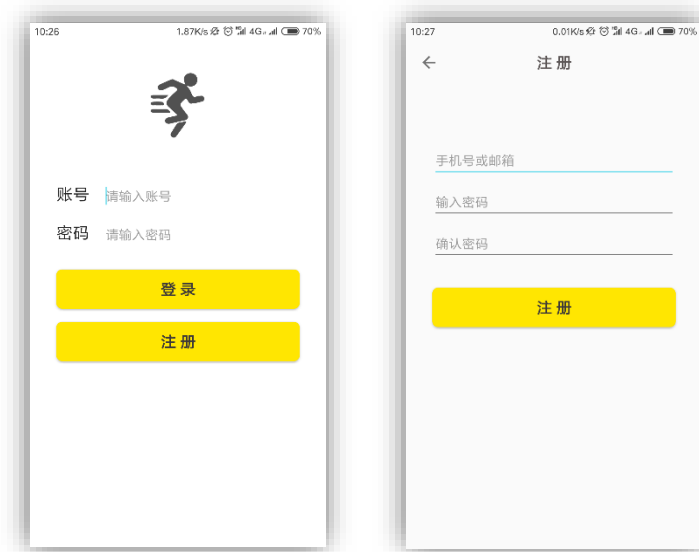 10:26 1.87K/s 4G 70%
账号 请输入账号
密码 请输入密码
登录
注册
10:27 0.01K/s 4G 70%
注册
手机号或邮箱
输入密码
确认密码
注册